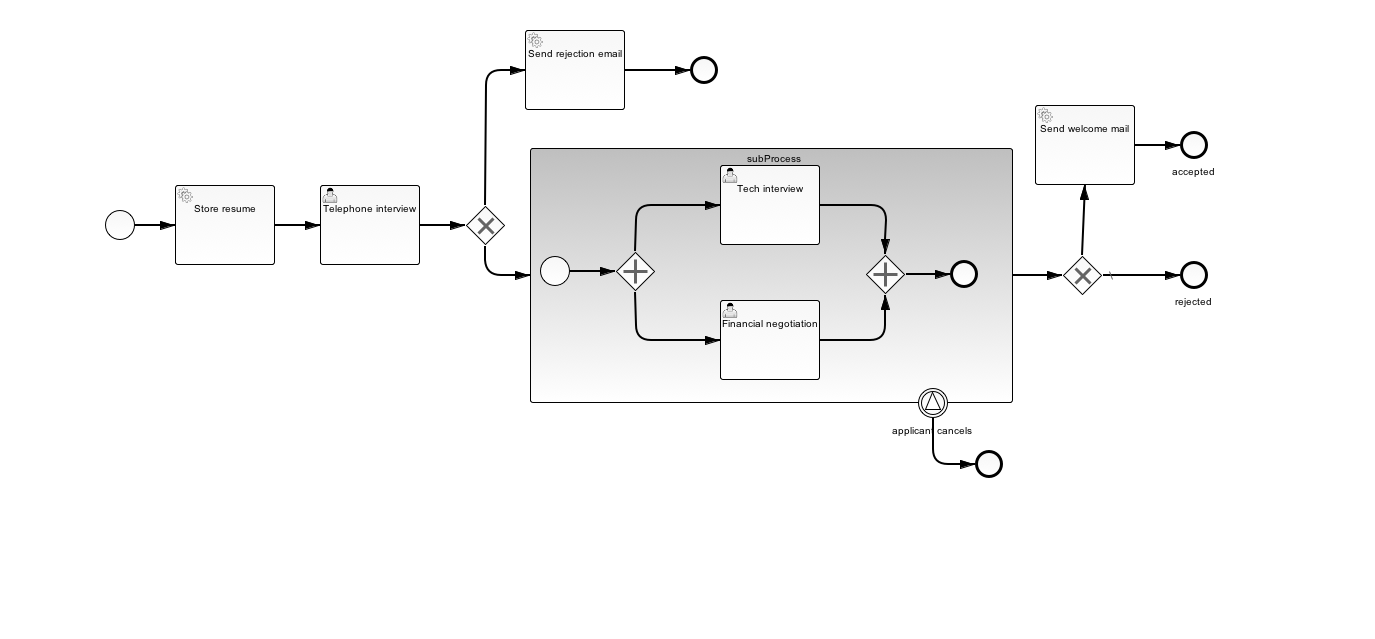 Send rejection email
Send welcome mail
accepted
subProcess
Tech interview
Store resume
Telephone interview
Financial negotiation
rejected
applicant cancels